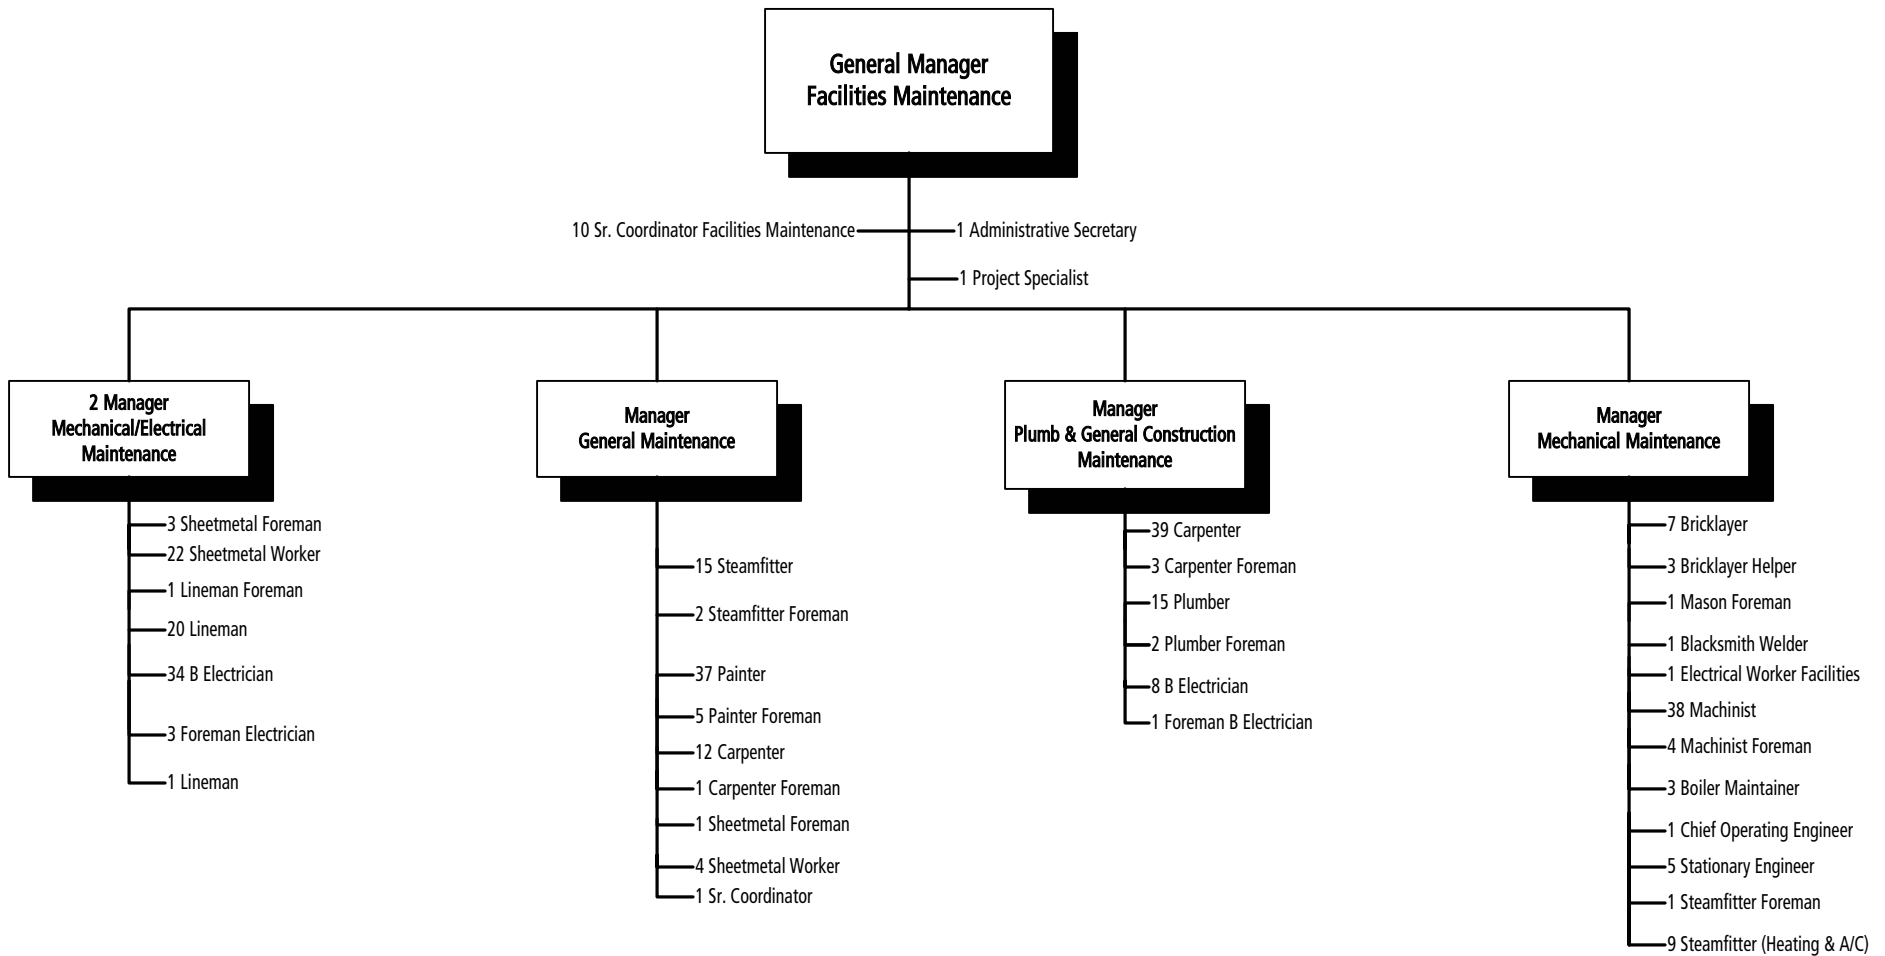 General Manager
Facilities Maintenance
10 Sr. Coordinator Facilities Maintenance
1 Administrative Secretary
1 Project Specialist
2 Manager
Mechanical/Electrical
Maintenance
3 Sheetmetal Foreman
22 Sheetmetal Worker
1 Lineman Foreman
20 Lineman
34 B Electrician
3 Foreman Electrician
1 Lineman
Manager
General Maintenance
15 Steamfitter
2 Steamfitter Foreman
37 Painter
5 Painter Foreman
12 Carpenter
1 Carpenter Foreman
1 Sheetmetal Foreman
4 Sheetmetal Worker
1 Sr. Coordinator
Manager
Plumb & General Construction
Maintenance
39 Carpenter
3 Carpenter Foreman
15 Plumber
2 Plumber Foreman
8 B Electrician
1 Foreman B Electrician
Manager
Mechanical Maintenance
7 Bricklayer
3 Bricklayer Helper
1 Mason Foreman
1 Blacksmith Welder
1 Electrical Worker Facilities
38 Machinist
4 Machinist Foreman
3 Boiler Maintainer
1 Chief Operating Engineer
5 Stationary Engineer
1 Steamfitter Foreman
9 Steamfitter (Heating & A/C)